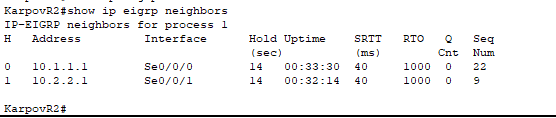 KarpovR2#show ip eigrp neighbors
IP-EIGRP neighbors for process 1
H   Address         Interface      Hold Uptime    SRTT   RTO   Q   Seq
                                   (sec)          (ms)        Cnt  Num
0   10.1.1.1        Se0/0/0        14   00:33:30  40     1000  0   22
1   10.2.2.1        Se0/0/1        14   00:32:14  40     1000  0   9
KarpovR2#